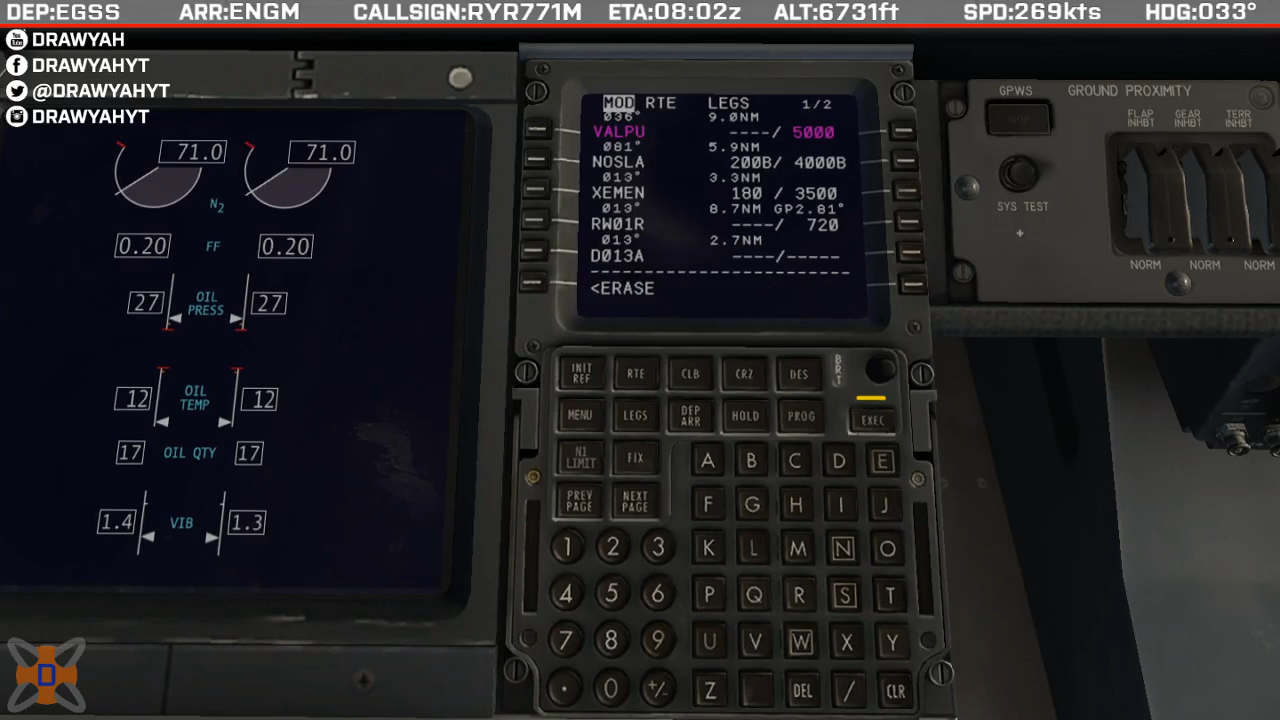 DEP:EGSS ARR:ENGM CALLSIGN:RYR771M ETA:08:02z ALT:6731ft SPD:269kts HDG:033°
DRAWYAH
DRAWYAHYT
@DRAWYAHYT
DRAWYAHYT
71.0 71.0
N2
0.20 FF 0.20
27 OIL PRESS 27
12 OIL TEMP 12
17 OIL QTY 17
1.4 VIB 1.3
MOD RTE LEGS 1/2
036° 9.0NM
VALPU ----/ 5000
081° 5.9NM
NOSLA 200B/ 4000B
013° 3.3NM
XEMEN 180 / 3500
013° 8.7NM GP2.81°
RW01R ----/ 720
013° 2.7NM
D013A ----/-----
<ERASE
INIT REF RTE CLB CRZ DES BRT
MENU LEGS DEP ARR HOLD PROG EXEC
N1 LIMIT FIX A B C D E
PREV PAGE NEXT PAGE F G H I J
1 2 3 K L M N O
4 5 6 P Q R S T
7 8 9 U V W X Y
. 0 +/- Z DEL / CLR
GPWS GROUND PROXIMITY
FLAP INHBT GEAR INHBT TERR INHBT
SYS TEST
NORM NORM NORM
D